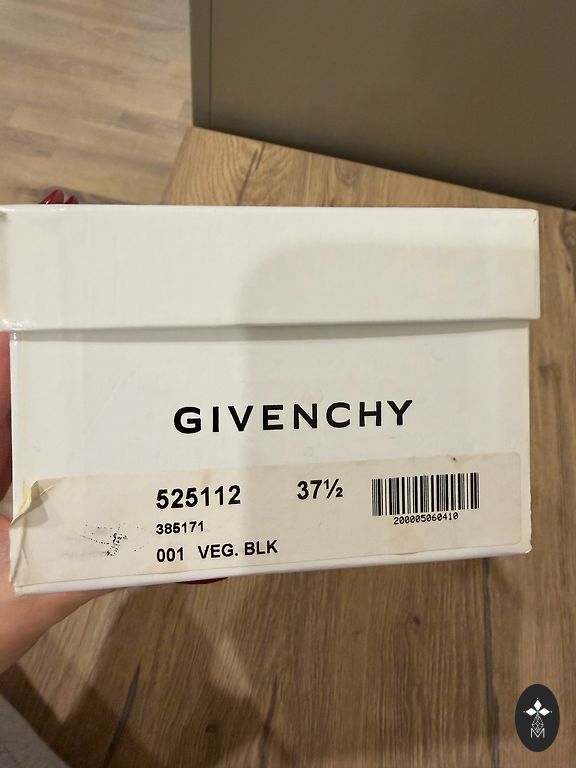 GIVENCHY
525112 37½
385171
200005060410
001 VEG. BLK
M